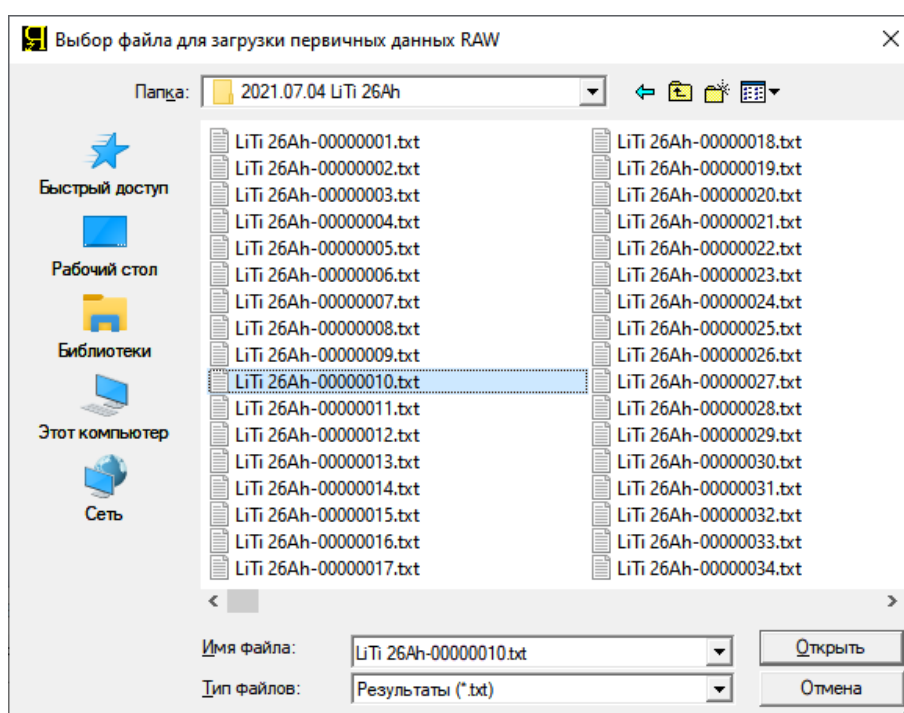 Выбор файла для загрузки первичных данных RAW
Папка:
2021.07.04 LiTi 26Ah
Быстрый доступ
Рабочий стол
Библиотеки
Этот компьютер
Сеть
LiTi 26Ah-00000001.txt
LiTi 26Ah-00000002.txt
LiTi 26Ah-00000003.txt
LiTi 26Ah-00000004.txt
LiTi 26Ah-00000005.txt
LiTi 26Ah-00000006.txt
LiTi 26Ah-00000007.txt
LiTi 26Ah-00000008.txt
LiTi 26Ah-00000009.txt
LiTi 26Ah-00000010.txt
LiTi 26Ah-00000011.txt
LiTi 26Ah-00000012.txt
LiTi 26Ah-00000013.txt
LiTi 26Ah-00000014.txt
LiTi 26Ah-00000015.txt
LiTi 26Ah-00000016.txt
LiTi 26Ah-00000017.txt
LiTi 26Ah-00000018.txt
LiTi 26Ah-00000019.txt
LiTi 26Ah-00000020.txt
LiTi 26Ah-00000021.txt
LiTi 26Ah-00000022.txt
LiTi 26Ah-00000023.txt
LiTi 26Ah-00000024.txt
LiTi 26Ah-00000025.txt
LiTi 26Ah-00000026.txt
LiTi 26Ah-00000027.txt
LiTi 26Ah-00000028.txt
LiTi 26Ah-00000029.txt
LiTi 26Ah-00000030.txt
LiTi 26Ah-00000031.txt
LiTi 26Ah-00000032.txt
LiTi 26Ah-00000033.txt
LiTi 26Ah-00000034.txt
Имя файла:
LiTi 26Ah-00000010.txt
Открыть
Тип файлов:
Результаты (*.txt)
Отмена